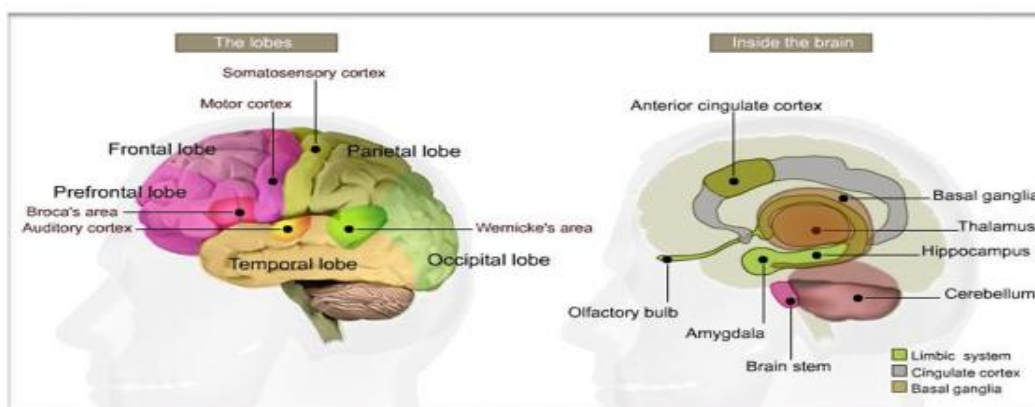 The lobes
Somatosensory cortex
Motor cortex
Frontal lobe
Parietal lobe
Prefrontal lobe
Broca's area
Auditory cortex
Wernicke's area
Temporal lobe
Occipital lobe
Inside the brain
Anterior cingulate cortex
Basal ganglia
Thalamus
Hippocampus
Cerebellum
Olfactory bulb
Amygdala
Brain stem
Limbic system
Cingulate cortex
Basal ganglia